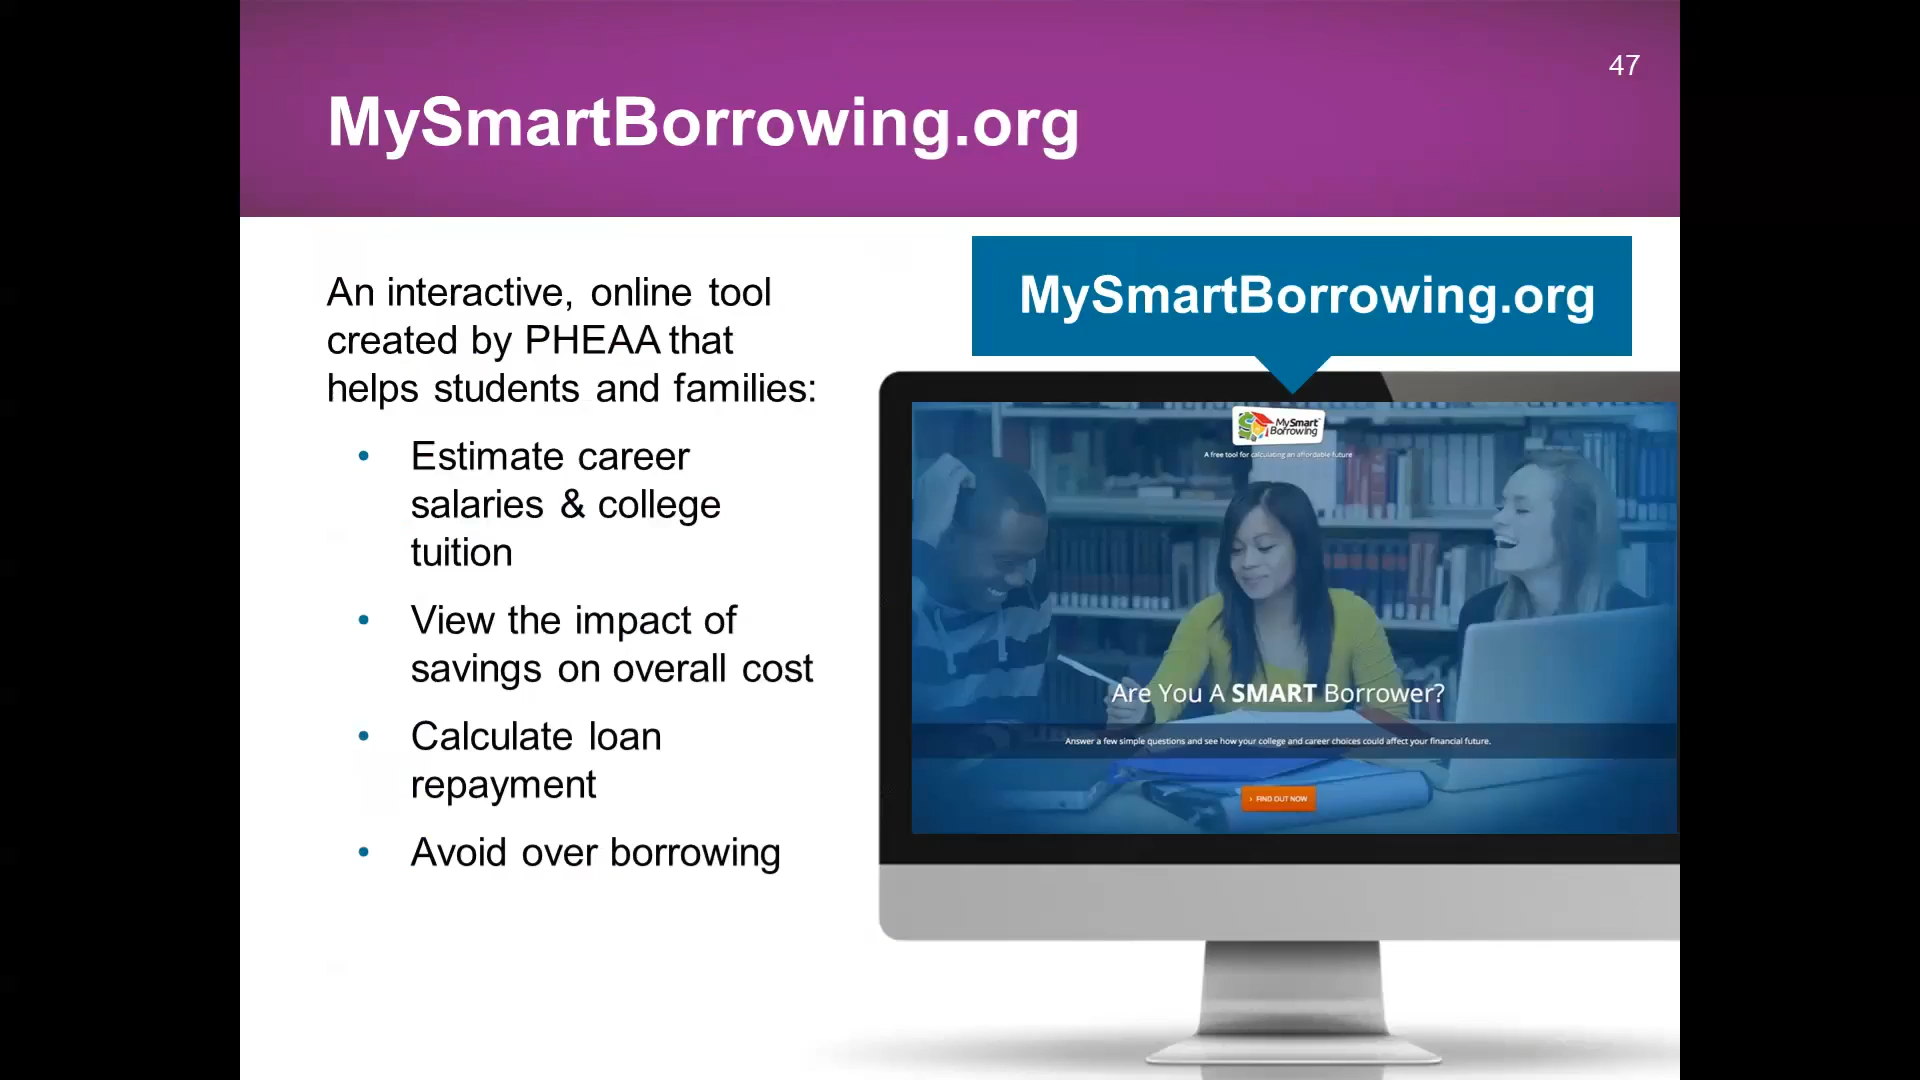 47
MySmartBorrowing.org
An interactive, online tool
created by PHEAA that
helps students and families:
• Estimate career
salaries & college
tuition
• View the impact of
savings on overall cost
• Calculate loan
repayment
• Avoid over borrowing
MySmartBorrowing.org
MySmart
Borrowing
A free tool for calculating an affordable future
Are You A SMART Borrower?
Answer a few simple questions and see how your college and career choices could affect your financial future.
› FIND OUT NOW